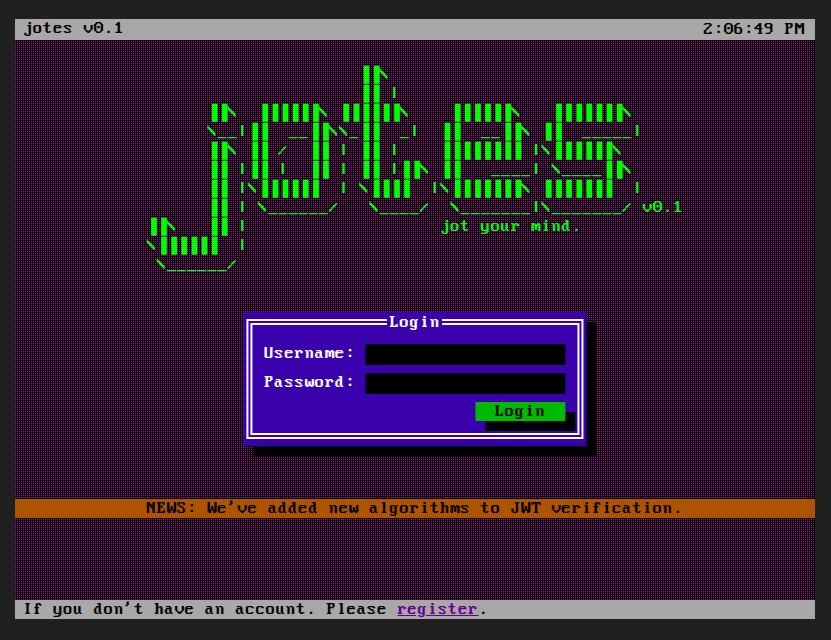 jotes v0.1
2:06:49 PM
jotes
v0.1
jot your mind.
Login
Username:
Password:
Login
NEWS: We've added new algorithms to JWT verification.
If you don't have an account. Please register.